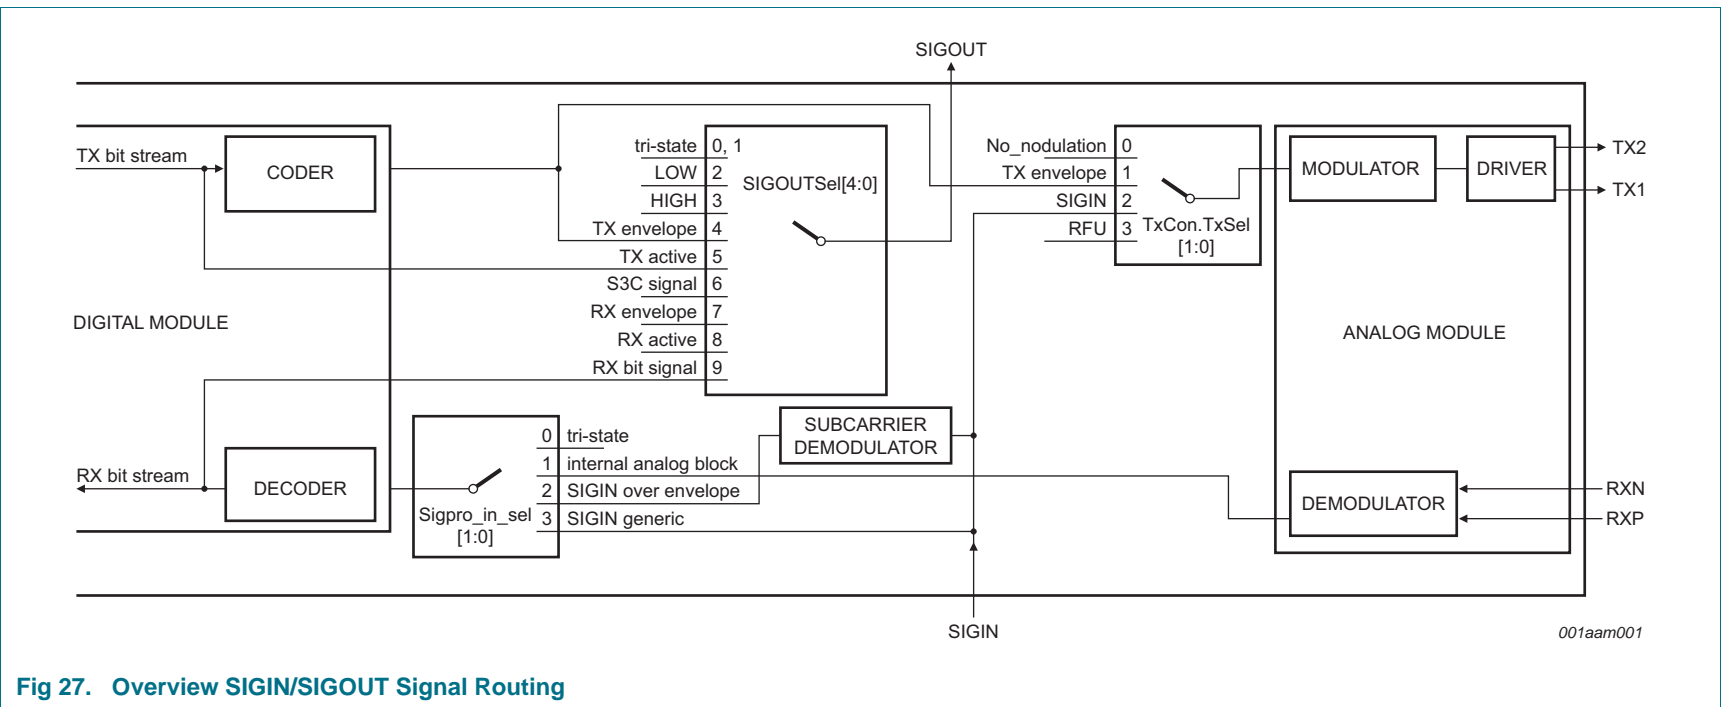 SIGOUT
TX bit stream
CODER
tri-state 0, 1
LOW 2
HIGH 3
TX envelope 4
TX active 5
S3C signal 6
RX envelope 7
RX active 8
RX bit signal 9
SIGOUTSel[4:0]
No_nodulation 0
TX envelope 1
SIGIN 2
RFU 3
TxCon.TxSel
[1:0]
MODULATOR
DRIVER
TX2
TX1
DIGITAL MODULE
ANALOG MODULE
RX bit stream
DECODER
Sigpro_in_sel
[1:0]
0 tri-state
1 internal analog block
2 SIGIN over envelope
3 SIGIN generic
SUBCARRIER
DEMODULATOR
DEMODULATOR
RXN
RXP
SIGIN
001aam001
Fig 27. Overview SIGIN/SIGOUT Signal Routing